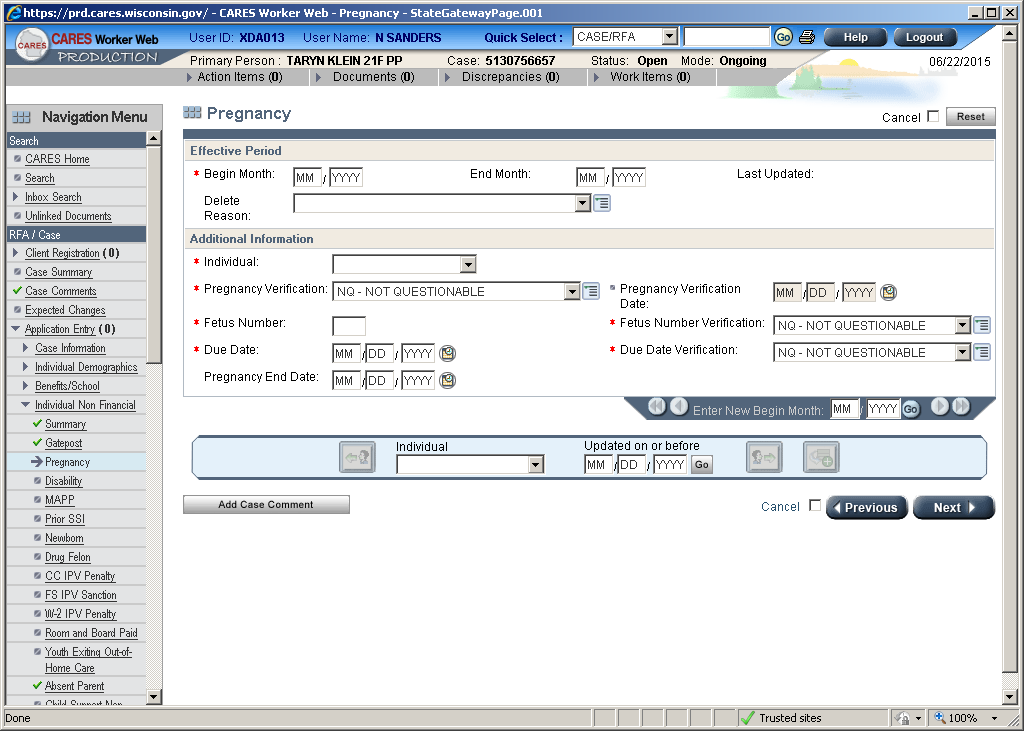 https://prd.cares.wisconsin.gov/ - CARES Worker Web - Pregnancy - StateGatewayPage.001
CARES CARES Worker Web
PRODUCTION
User ID: XDA013 User Name: N SANDERS Quick Select : CASE/RFA Go Help Logout
Primary Person : TARYN KLEIN 21F PP Case: 5130756657 Status: Open Mode: Ongoing 06/22/2015
Action Items (0) Documents (0) Discrepancies (0) Work Items (0)
Navigation Menu
Search
CARES Home
Search
Inbox Search
Unlinked Documents
RFA / Case
Client Registration (0)
Case Summary
Case Comments
Expected Changes
Application Entry (0)
Case Information
Individual Demographics
Benefits/School
Individual Non Financial
Summary
Gatepost
Pregnancy
Disability
MAPP
Prior SSI
Newborn
Drug Felon
CC IPV Penalty
FS IPV Sanction
W-2 IPV Penalty
Room and Board Paid
Youth Exiting Out-of-
Home Care
Absent Parent
Child Support Non
Pregnancy
Cancel Reset
Effective Period
* Begin Month: MM / YYYY End Month: MM / YYYY Last Updated:
Delete
Reason:
Additional Information
* Individual:
* Pregnancy Verification: NQ - NOT QUESTIONABLE Pregnancy Verification
Date: MM / DD / YYYY
* Fetus Number: * Fetus Number Verification: NQ - NOT QUESTIONABLE
* Due Date: MM / DD / YYYY * Due Date Verification: NQ - NOT QUESTIONABLE
Pregnancy End Date: MM / DD / YYYY
Enter New Begin Month: MM / YYYY Go
Individual Updated on or before
MM / DD / YYYY Go
Add Case Comment Cancel Previous Next
Done Trusted sites 100%